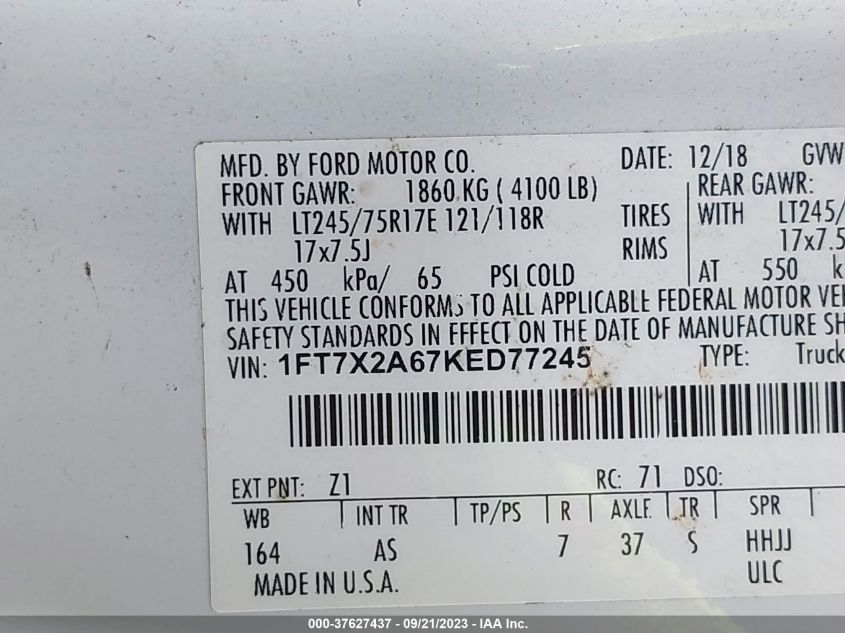 MFD. BY FORD MOTOR CO. DATE: 12/18 GVW
FRONT GAWR: 1860 KG ( 4100 LB) REAR GAWR:
WITH LT245/75R17E 121/118R TIRES WITH LT245/
17x7.5J RIMS 17x7.5
AT 450 kPa/ 65 PSI COLD AT 550 k
THIS VEHICLE CONFORMS TO ALL APPLICABLE FEDERAL MOTOR VEH
SAFETY STANDARDS IN EFFECT ON THE DATE OF MANUFACTURE SH
VIN: 1FT7X2A67KED77245 TYPE: Truck
EXT PNT: Z1 RC: 71 DSO:
WB INT TR TP/PS R AXLE TR SPR
164 AS 7 37 S HHJJ
ULC
MADE IN U.S.A.
000-37627437 - 09/21/2023 - IAA Inc.